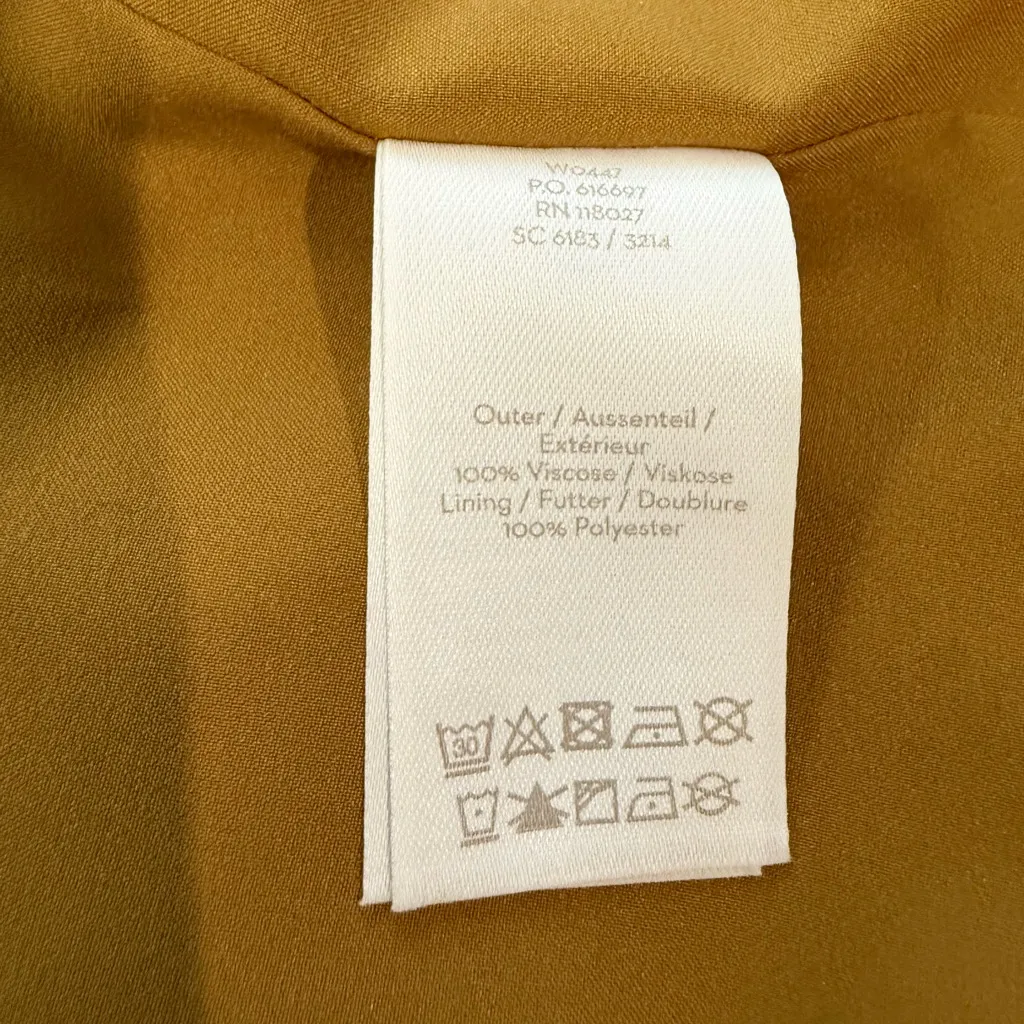 W0447
P.O. 616697
RN 118027
SC 6183 / 3214
Outer / Aussenteil /
Extérieur
100% Viscose / Viskose
Lining / Futter / Doublure
100% Polyester
30